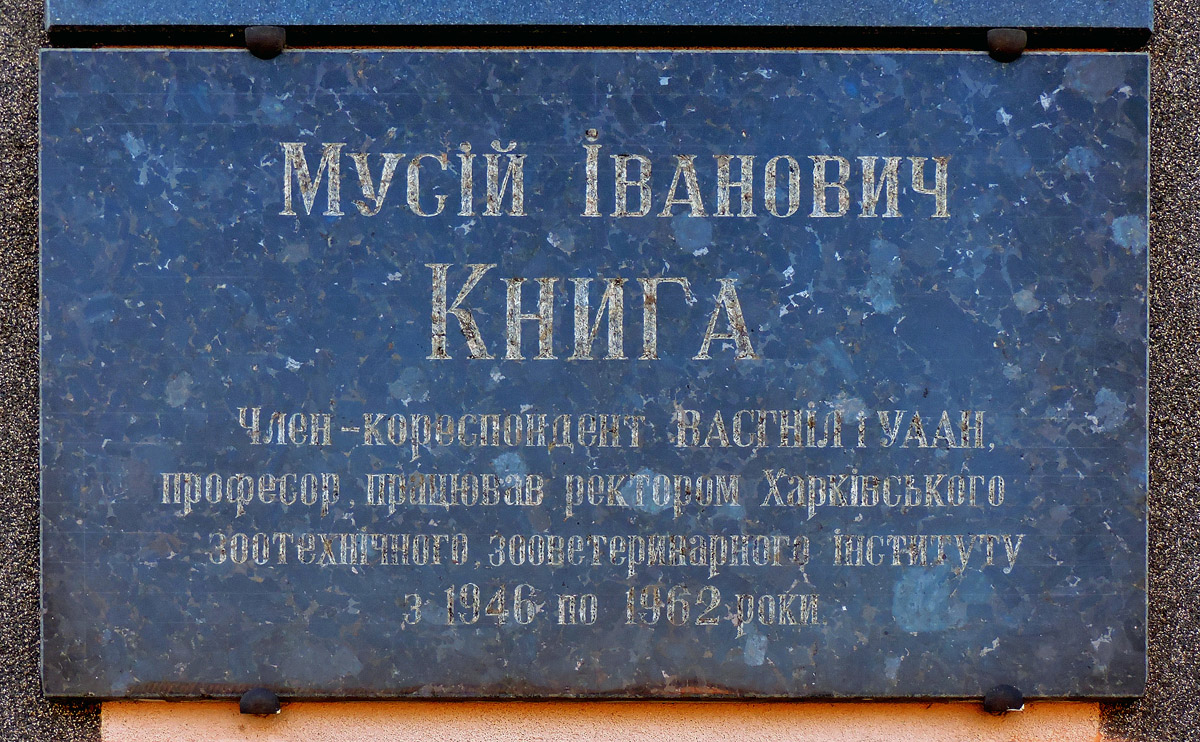 Мусій Іванович
Книга
Член-кореспондент ВАСГНІЛ і УААН,
професор, працював ректором Харківського
зоотехнічного, зооветеринарного інституту
з 1946 по 1962 роки